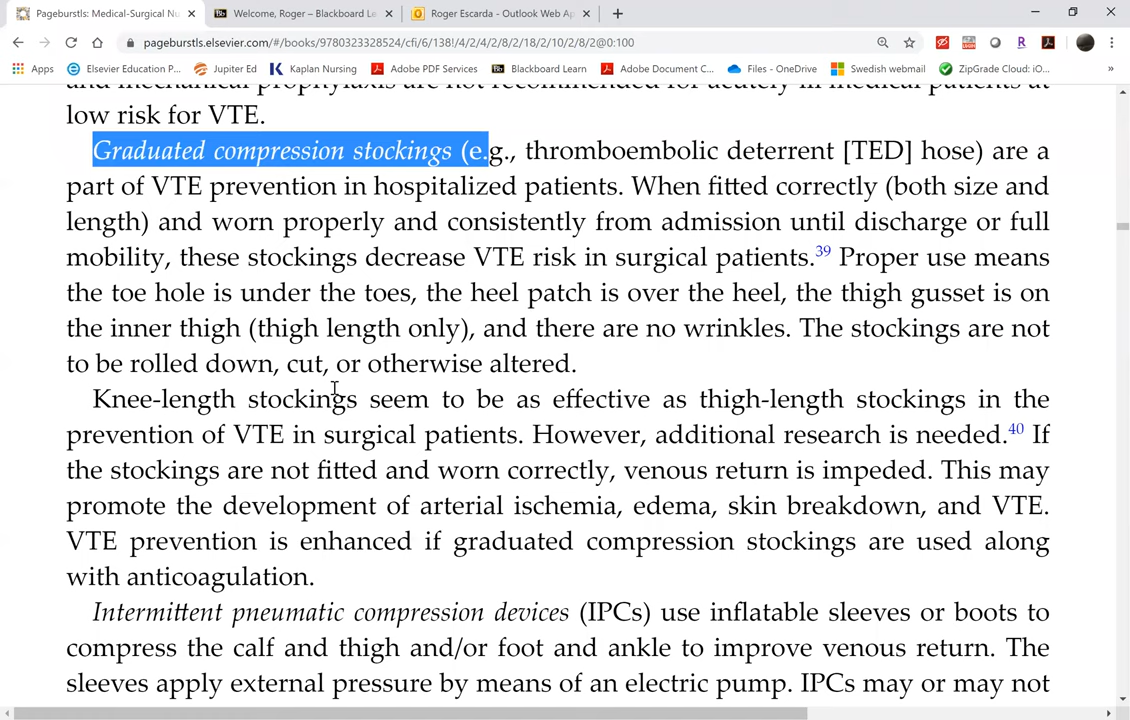 Pageburstls: Medical-Surgical Nu
Welcome, Roger – Blackboard Le
Roger Escarda - Outlook Web Ap
pageburstls.elsevier.com/#/books/9780323328524/cfi/6/138!/4/2/4/2/8/2/18/2/10/2/8/2@0:100
Apps
Elsevier Education P...
Jupiter Ed
Kaplan Nursing
Adobe PDF Services
Blackboard Learn
Adobe Document C...
Files - OneDrive
Swedish webmail
ZipGrade Cloud: iO...
»
and mechanical prophylaxis are not recommended for acutely ill medical patients at
low risk for VTE.
Graduated compression stockings (e.g., thromboembolic deterrent [TED] hose) are a
part of VTE prevention in hospitalized patients. When fitted correctly (both size and
length) and worn properly and consistently from admission until discharge or full
mobility, these stockings decrease VTE risk in surgical patients.39 Proper use means
the toe hole is under the toes, the heel patch is over the heel, the thigh gusset is on
the inner thigh (thigh length only), and there are no wrinkles. The stockings are not
to be rolled down, cut, or otherwise altered.
Knee-length stockings seem to be as effective as thigh-length stockings in the
prevention of VTE in surgical patients. However, additional research is needed.40 If
the stockings are not fitted and worn correctly, venous return is impeded. This may
promote the development of arterial ischemia, edema, skin breakdown, and VTE.
VTE prevention is enhanced if graduated compression stockings are used along
with anticoagulation.
Intermittent pneumatic compression devices (IPCs) use inflatable sleeves or boots to
compress the calf and thigh and/or foot and ankle to improve venous return. The
sleeves apply external pressure by means of an electric pump. IPCs may or may not